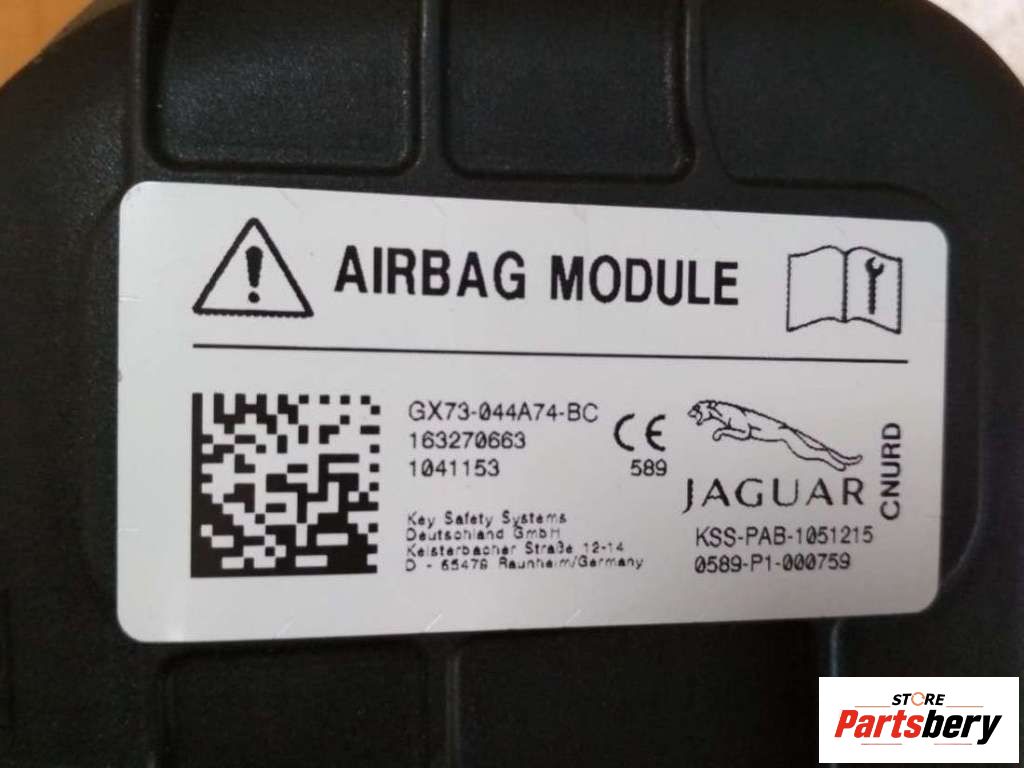 AIRBAG MODULE
GX73-044A74-BC
163270663
1041153
CE
589
JAGUAR
CNURD
Key Safety Systems
Deutschland GmbH
Kelsterbacher Straße 12-14
D - 65479 Raunheim/Germany
KSS-PAB-1051215
0589-P1-000759
STORE
Partsbery